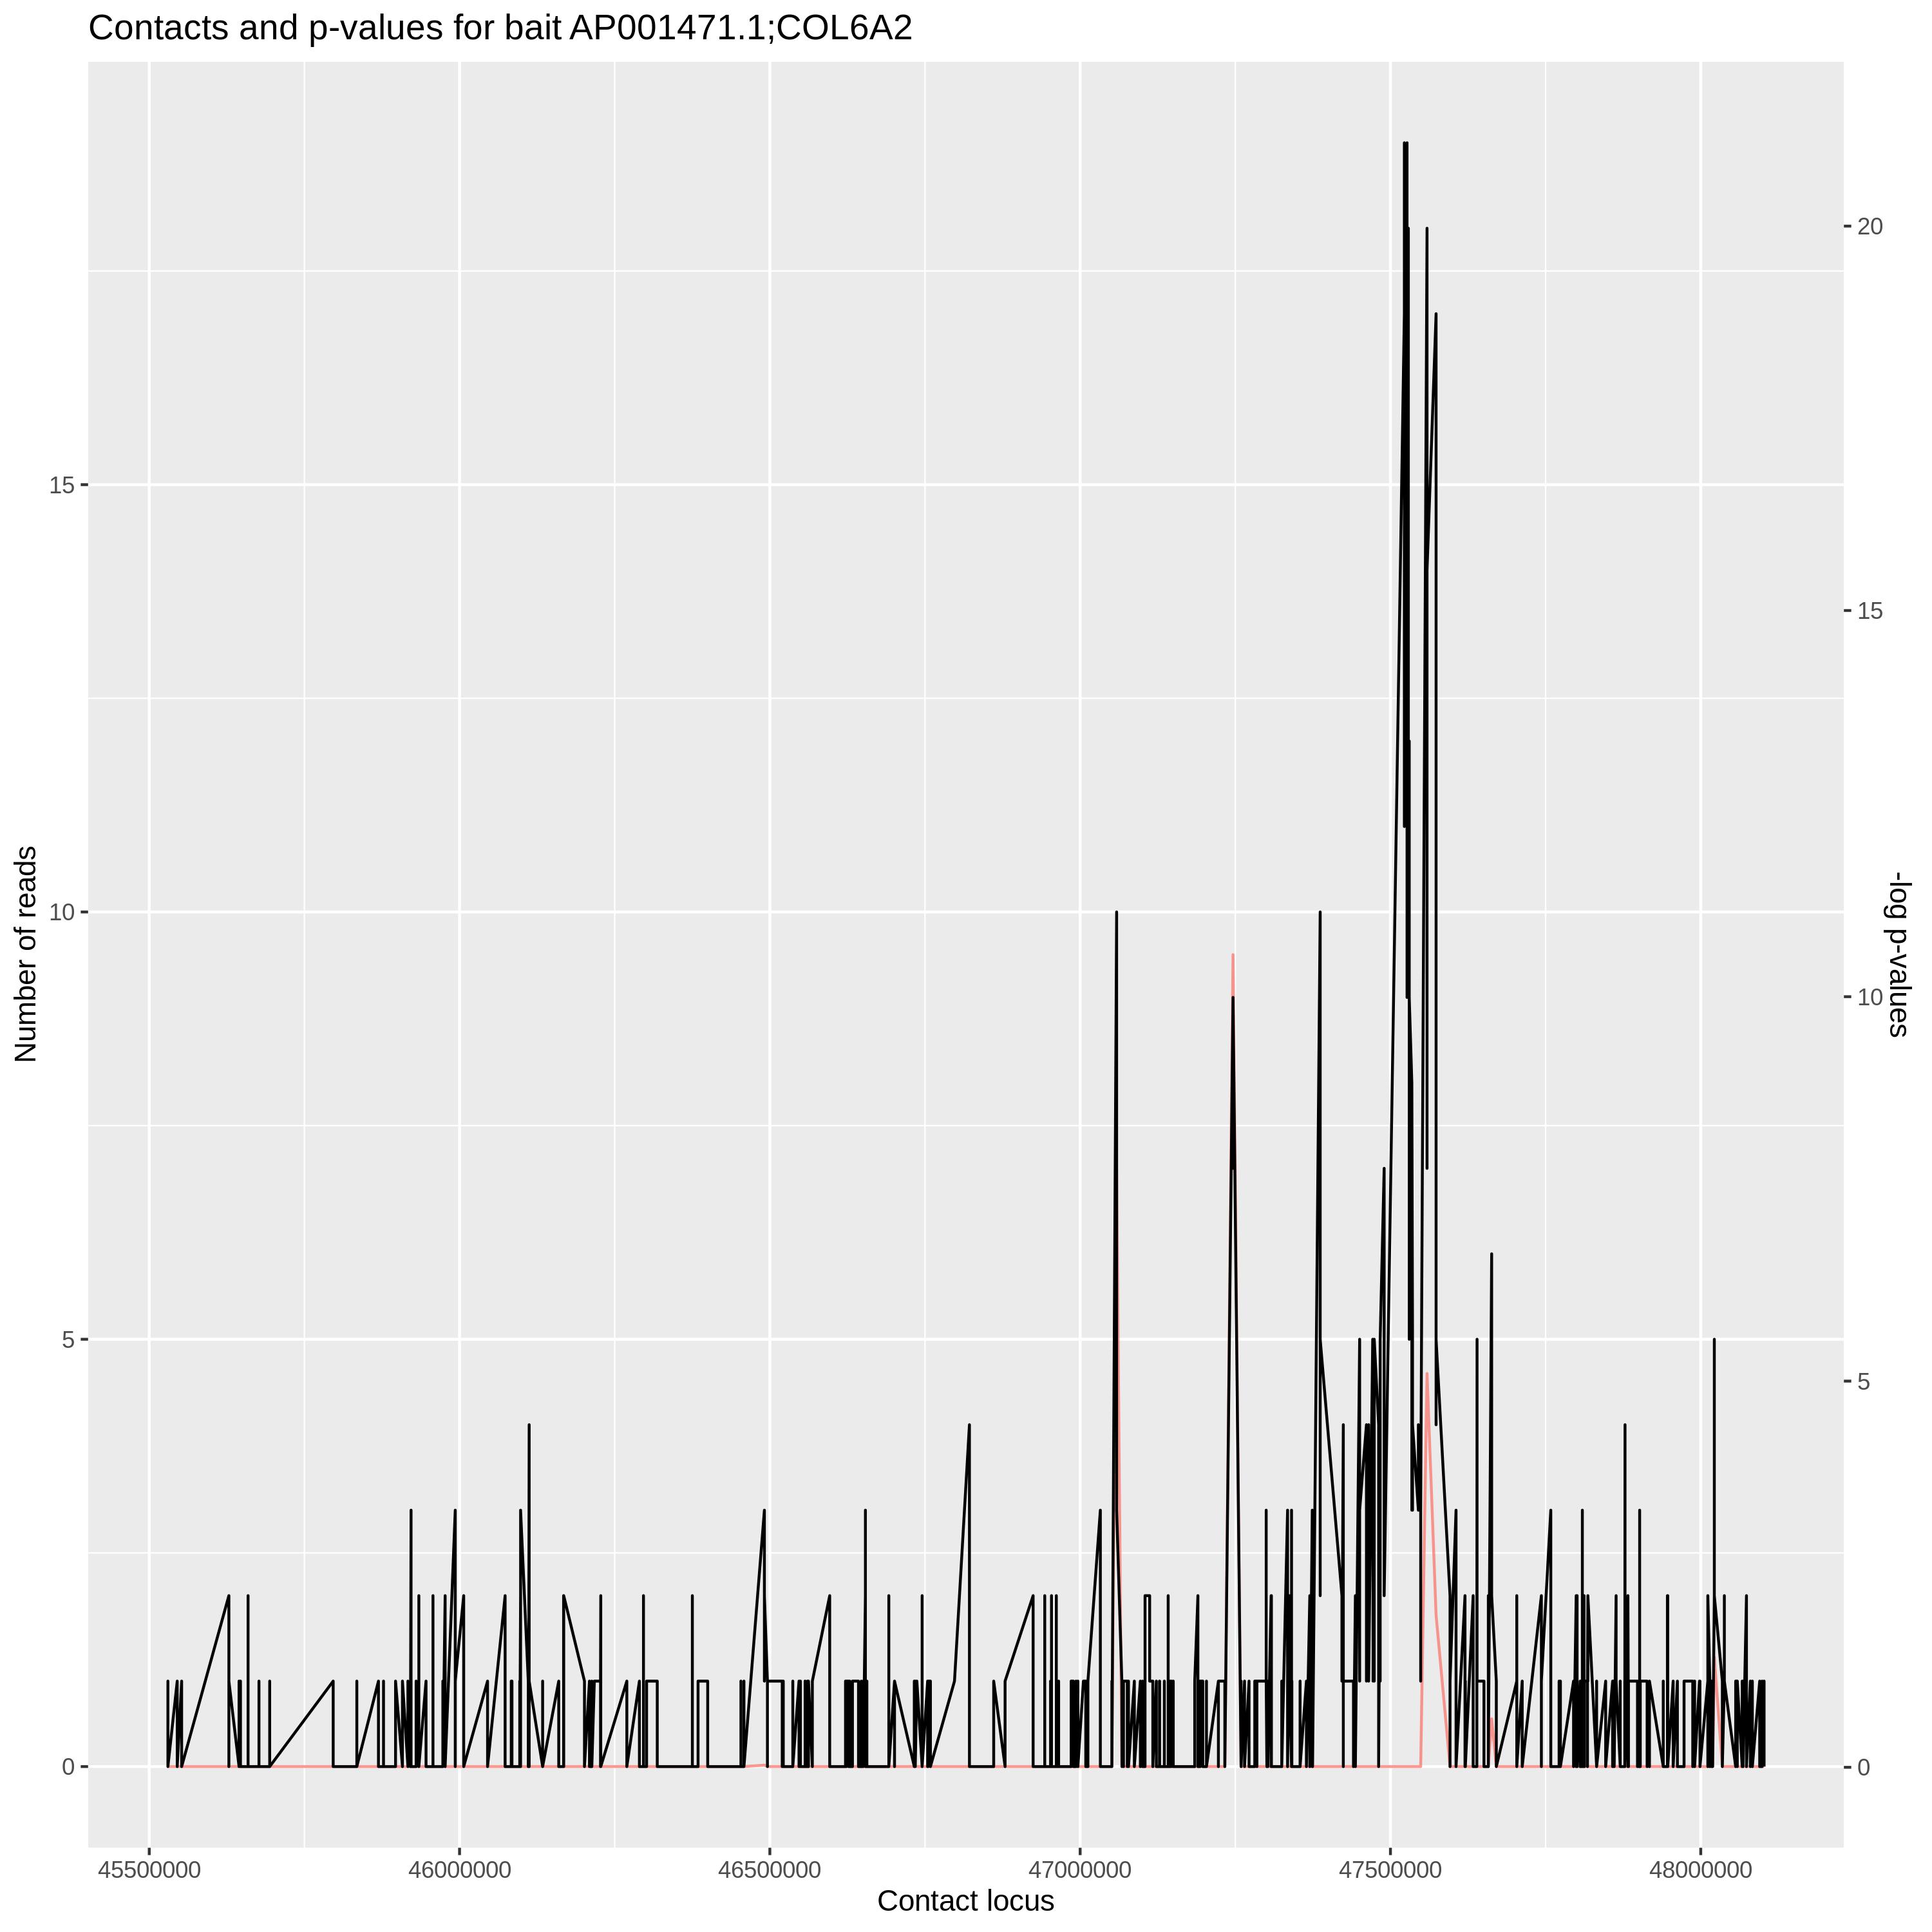 Contacts and p-values for bait AP001471.1;COL6A2
Number of reads
15
10
5
0
20
15
10
5
0
-log p-values
45500000 46000000 46500000 47000000 47500000 48000000
Contact locus